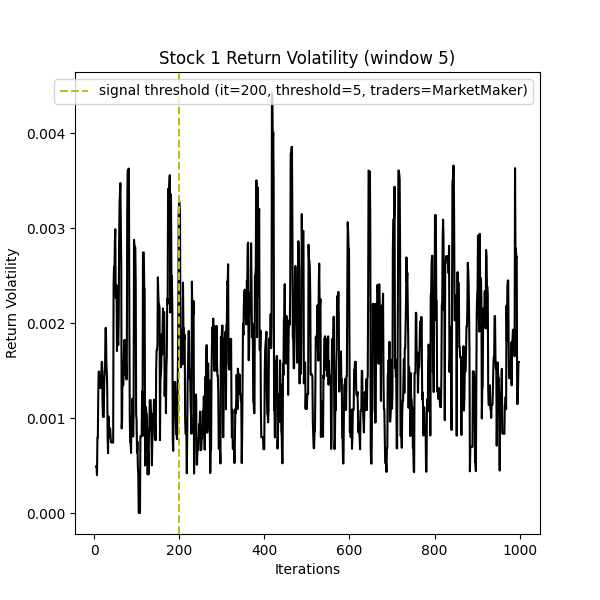 Stock 1 Return Volatility (window 5)
signal threshold (it=200, threshold=5, traders=MarketMaker)
0.004
0.003
0.002
0.001
0.000
Return Volatility
0 200 400 600 800 1000
Iterations